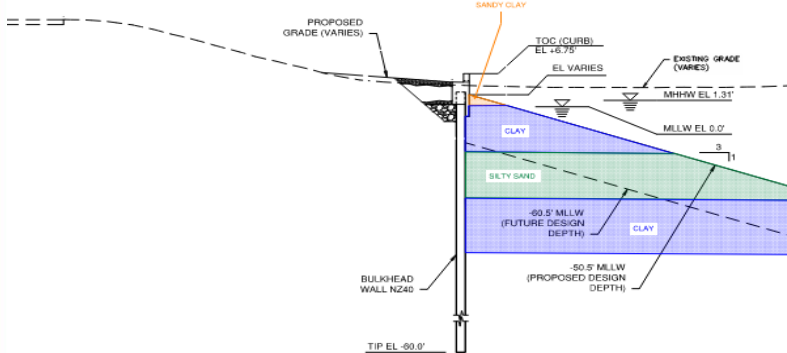 SANDY CLAY
PROPOSED
GRADE (VARIES)
TOC (CURB)
EL +6.75'
EL VARIES
EXISTING GRADE
(VARIES)
MHHW EL 1.31'
MLLW EL 0.0'
CLAY
3
1
SILTY SAND
-60.5' MLLW
(FUTURE DESIGN
DEPTH)
CLAY
-50.5' MLLW
(PROPOSED DESIGN
DEPTH)
BULKHEAD
WALL NZ40
TIP EL -60.0'